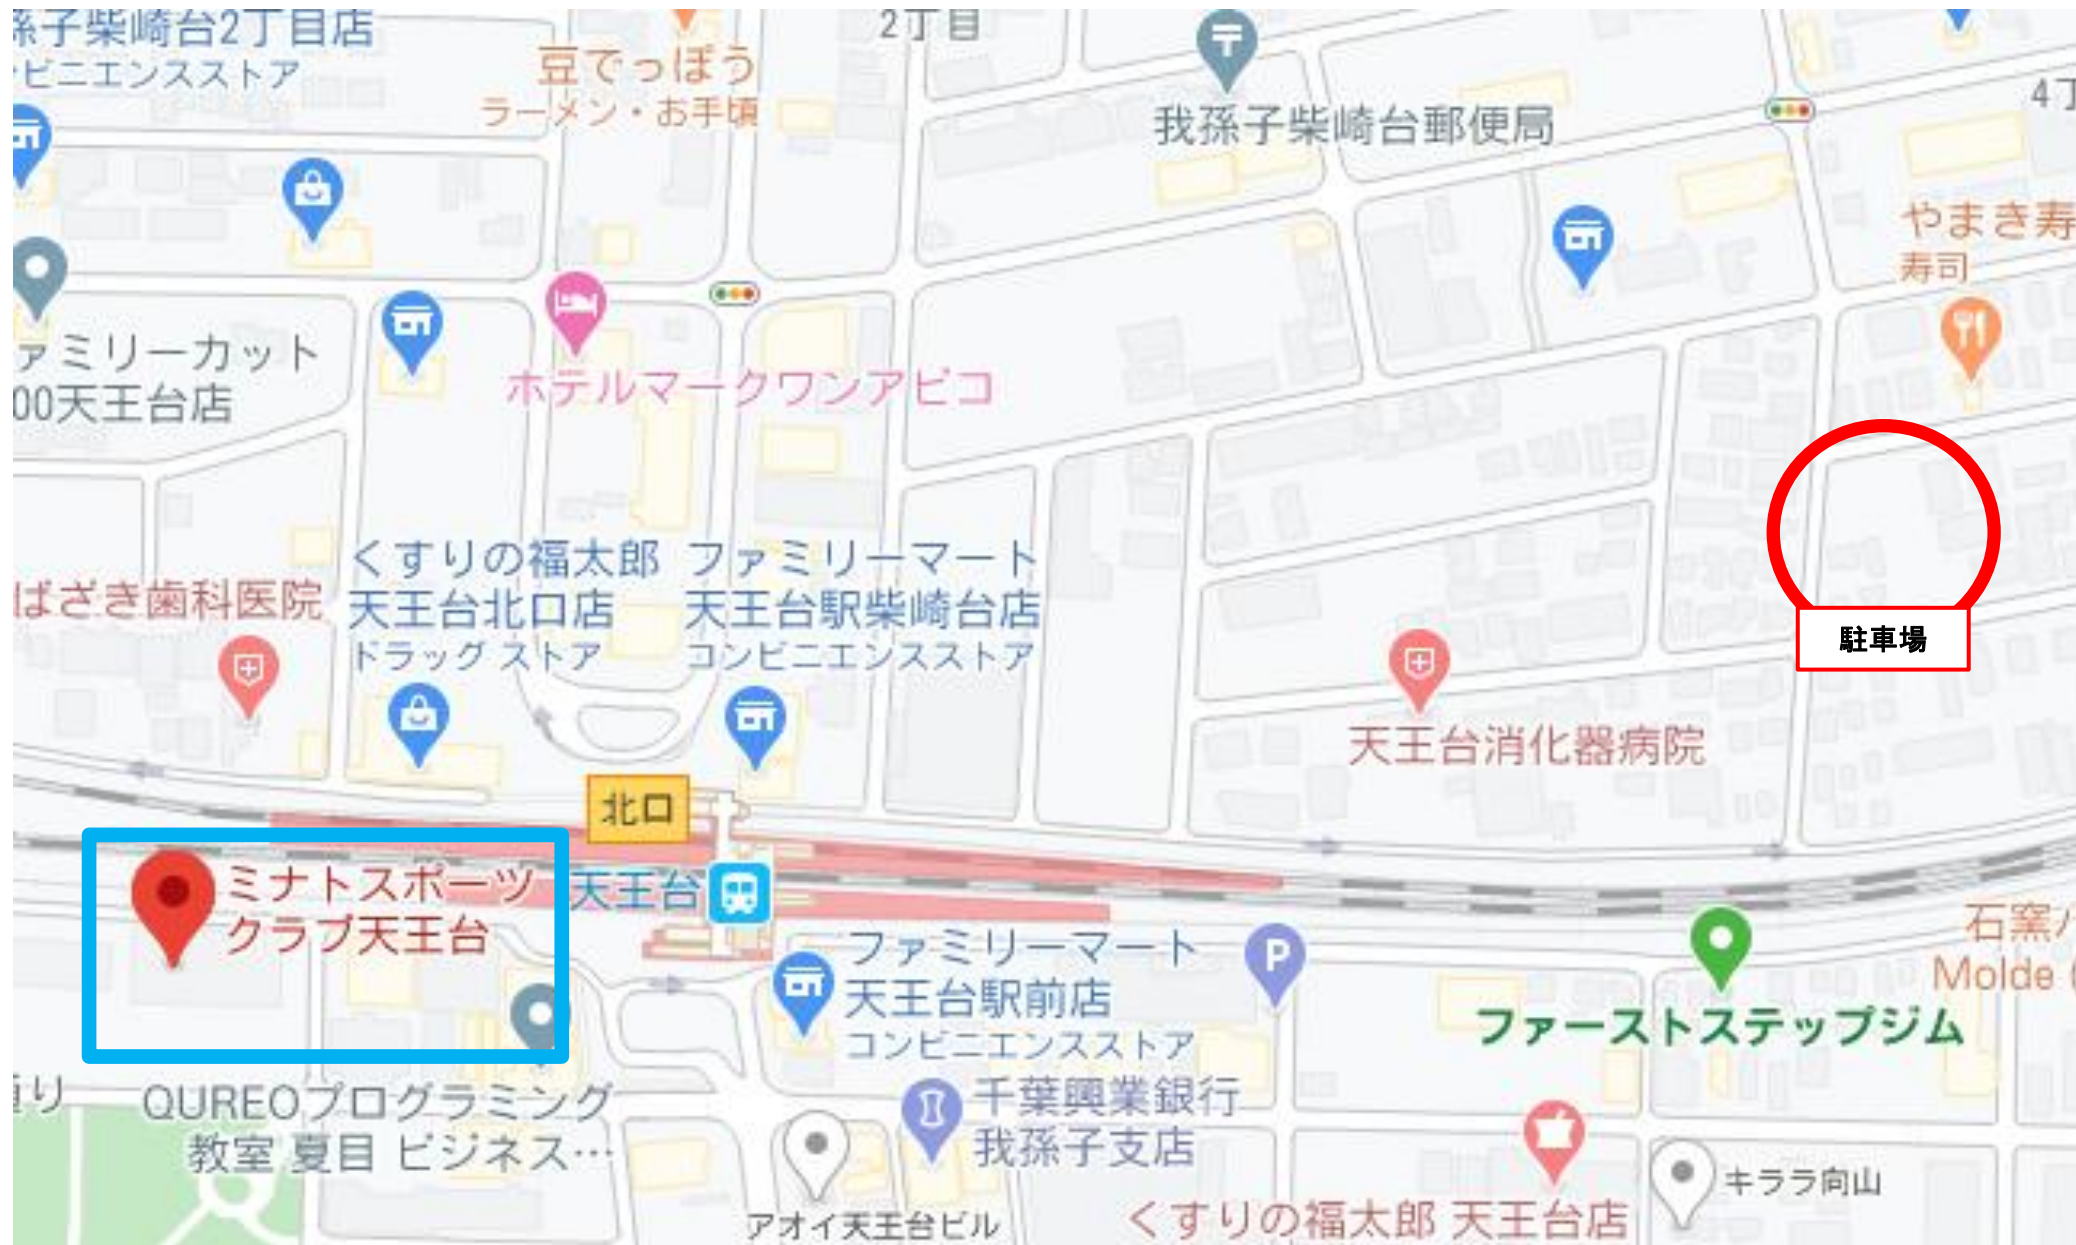 孫子柴崎台2丁目店
ビニエンスストア
豆でっぽう
ラーメン・お手頃
2丁目
我孫子柴崎台郵便局
4丁
やまき寿
寿司
ァミリーカット
00天王台店
ホテルマークワンアビコ
くすりの福太郎
天王台北口店
ドラッグ ストア
ファミリーマート
天王台駅柴崎台店
コンビニエンスストア
ばざき歯科医院
駐車場
天王台消化器病院
北口
ミナトスポーツ
クラブ天王台
天王台
ファミリーマート
天王台駅前店
コンビニエンスストア
P
石窯パ
Molde (
ファーストステップジム
通り
QUREOプログラミング
教室 夏目 ビジネス…
千葉興業銀行
我孫子支店
アオイ天王台ビル
くすりの福太郎 天王台店
キララ向山